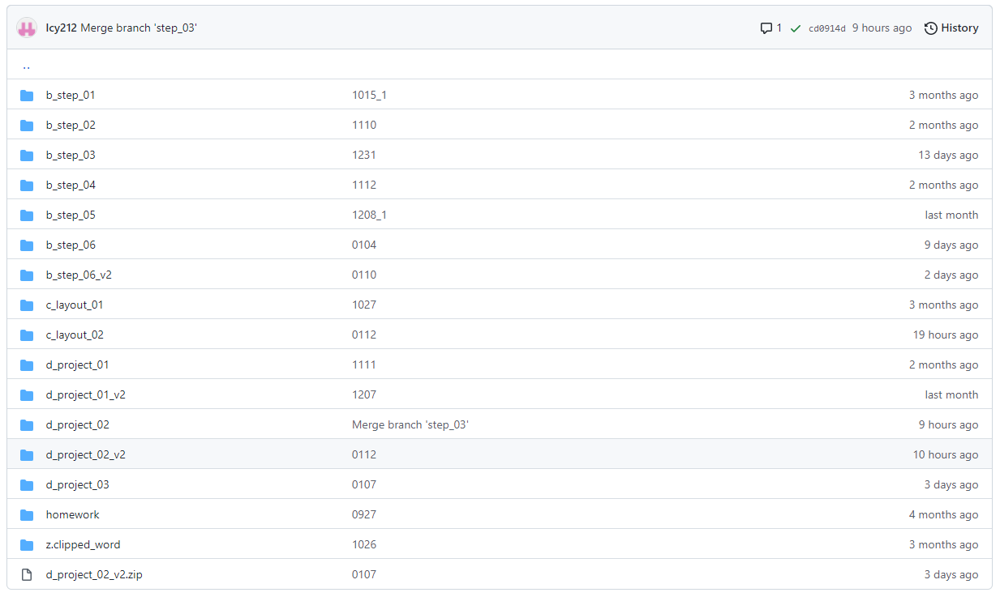 lcy212 Merge branch 'step_03' 1 cd0914d 9 hours ago History
..
b_step_01 1015_1 3 months ago
b_step_02 1110 2 months ago
b_step_03 1231 13 days ago
b_step_04 1112 2 months ago
b_step_05 1208_1 last month
b_step_06 0104 9 days ago
b_step_06_v2 0110 2 days ago
c_layout_01 1027 3 months ago
c_layout_02 0112 19 hours ago
d_project_01 1111 2 months ago
d_project_01_v2 1207 last month
d_project_02 Merge branch 'step_03' 9 hours ago
d_project_02_v2 0112 10 hours ago
d_project_03 0107 3 days ago
homework 0927 4 months ago
z.clipped_word 1026 3 months ago
d_project_02_v2.zip 0107 3 days ago